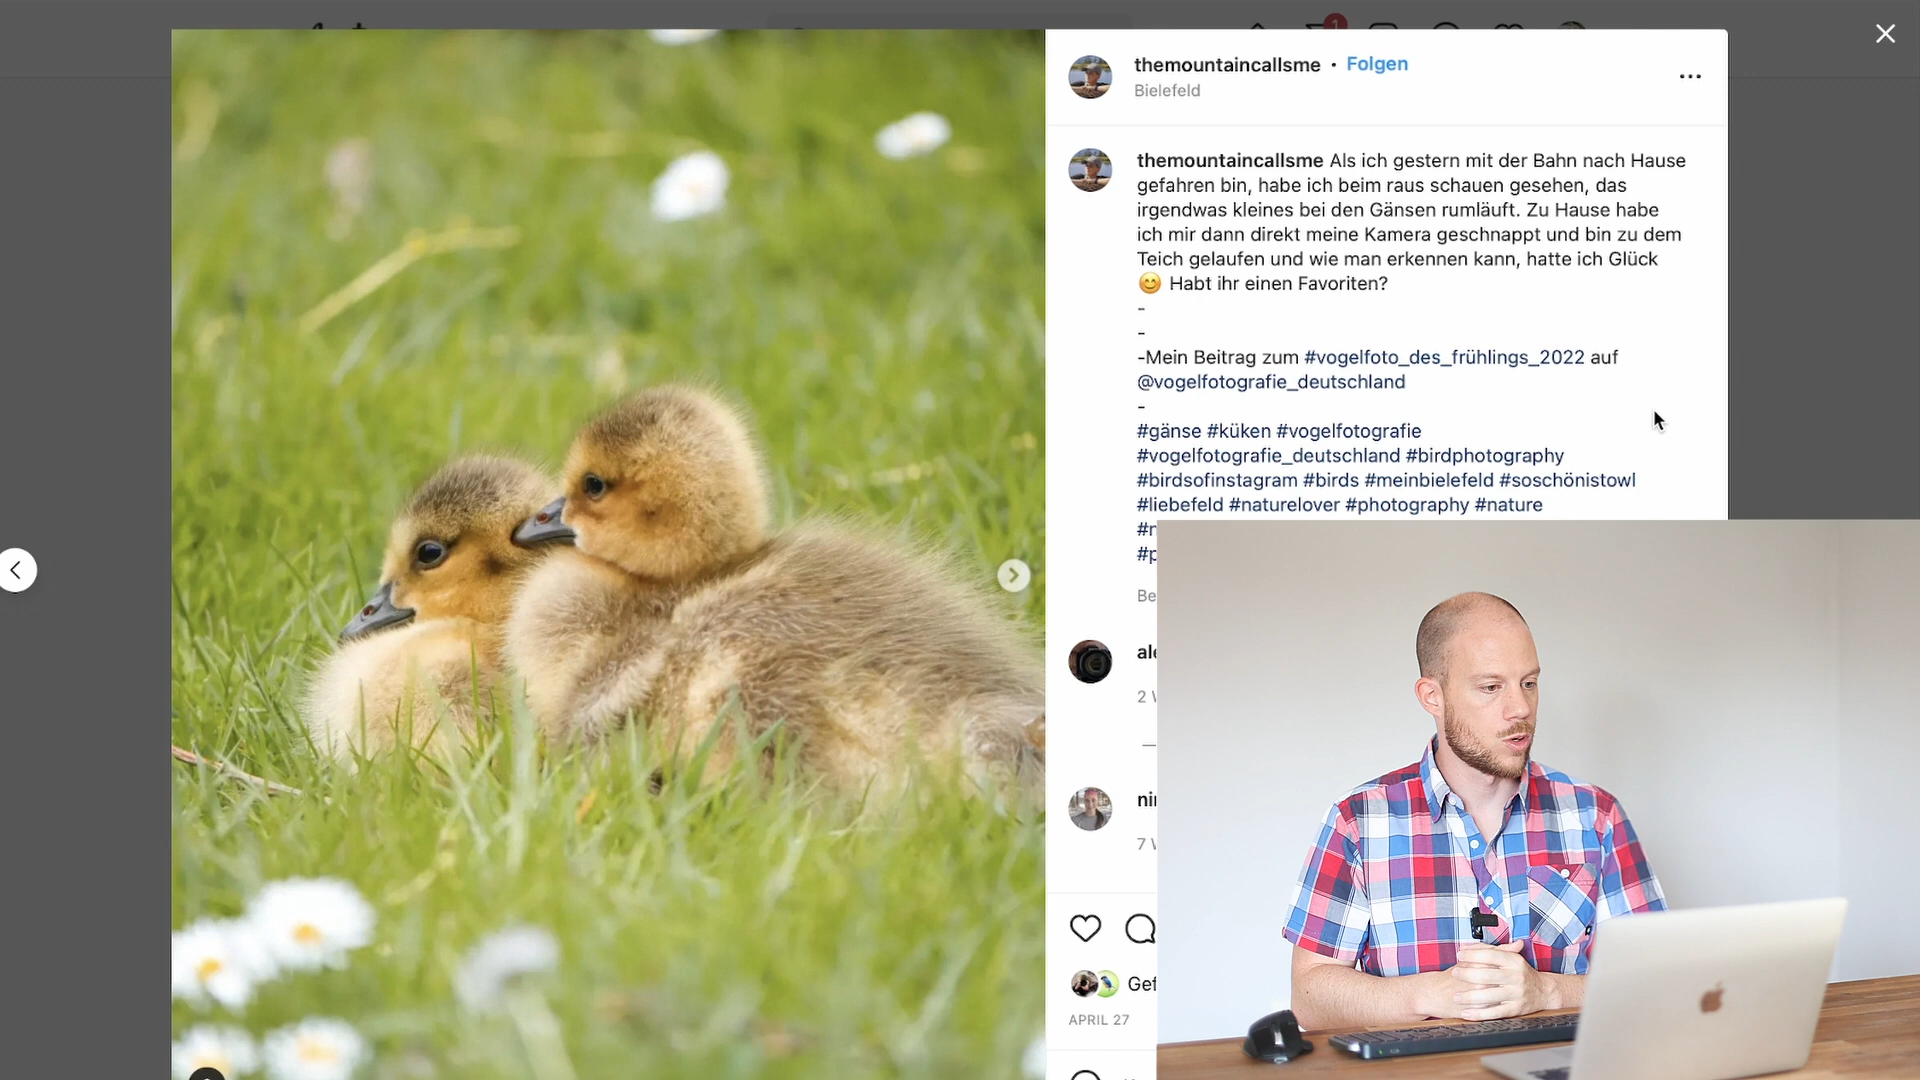 1
themountaincallsme • Folgen
Bielefeld
themountaincallsme Als ich gestern mit der Bahn nach Hause
gefahren bin, habe ich beim raus schauen gesehen, das
irgendwas kleines bei den Gänsen rumläuft. Zu Hause habe
ich mir dann direkt meine Kamera geschnappt und bin zu dem
Teich gelaufen und wie man erkennen kann, hatte ich Glück
😊 Habt ihr einen Favoriten?
-
-
-Mein Beitrag zum #vogelfoto_des_frühlings_2022 auf
@vogelfotografie_deutschland
-
#gänse #küken #vogelfotografie
#vogelfotografie_deutschland #birdphotography
#birdsofinstagram #birds #meinbielefeld #soschönistowl
#liebefeld #naturelover #photography #nature
APRIL 27